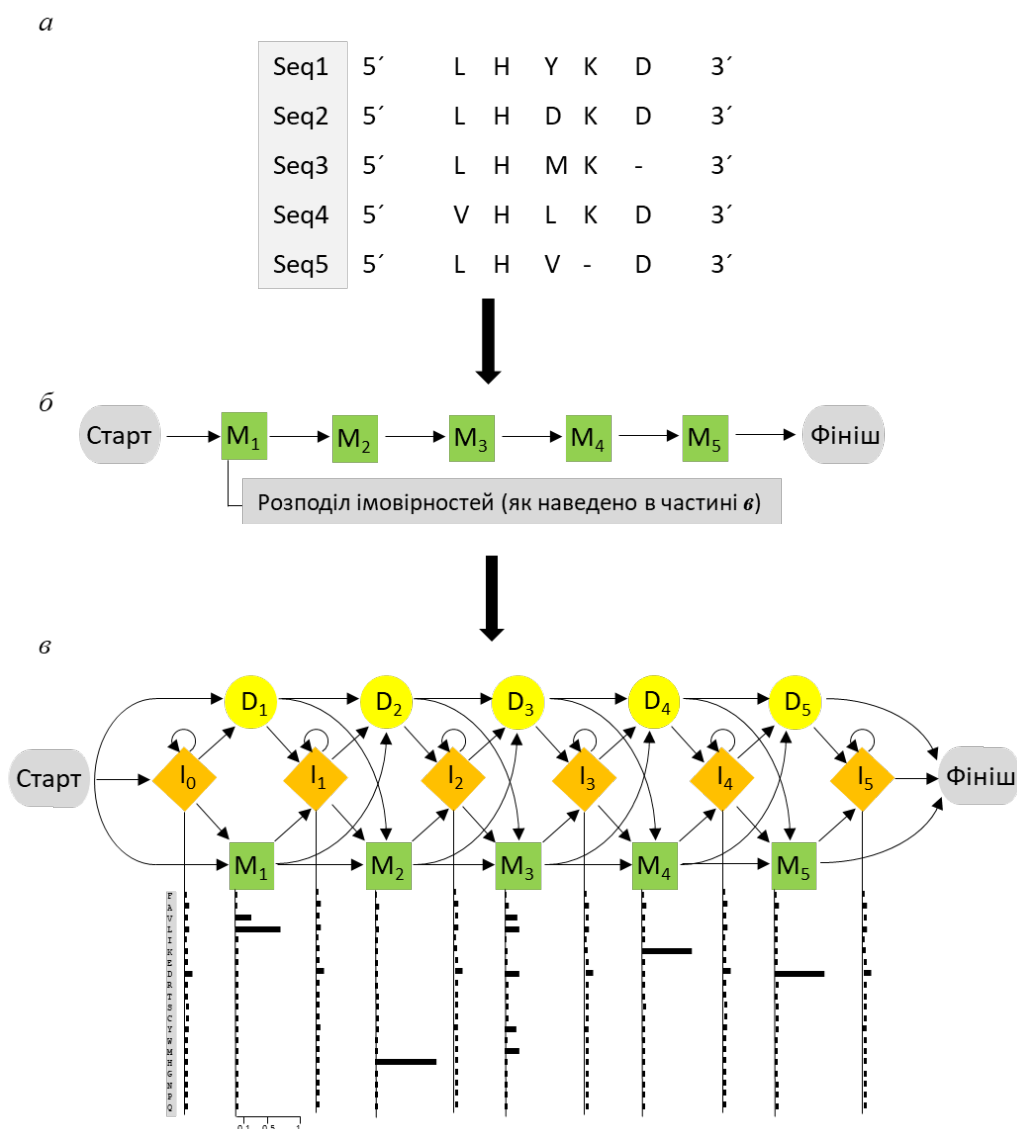 а
Seq1 5´ L H Y K D 3´
Seq2 5´ L H D K D 3´
Seq3 5´ L H M K - 3´
Seq4 5´ V H L K D 3´
Seq5 5´ L H V - D 3´
б
Старт M1 M2 M3 M4 M5 Фініш
Розподіл імовірностей (як наведено в частині в)
в
D1 D2 D3 D4 D5
Старт I0 I1 I2 I3 I4 I5 Фініш
M1 M2 M3 M4 M5
F
A
V
L
I
K
E
D
R
T
S
C
Y
W
M
H
G
N
P
Q
0.1 0.5 1